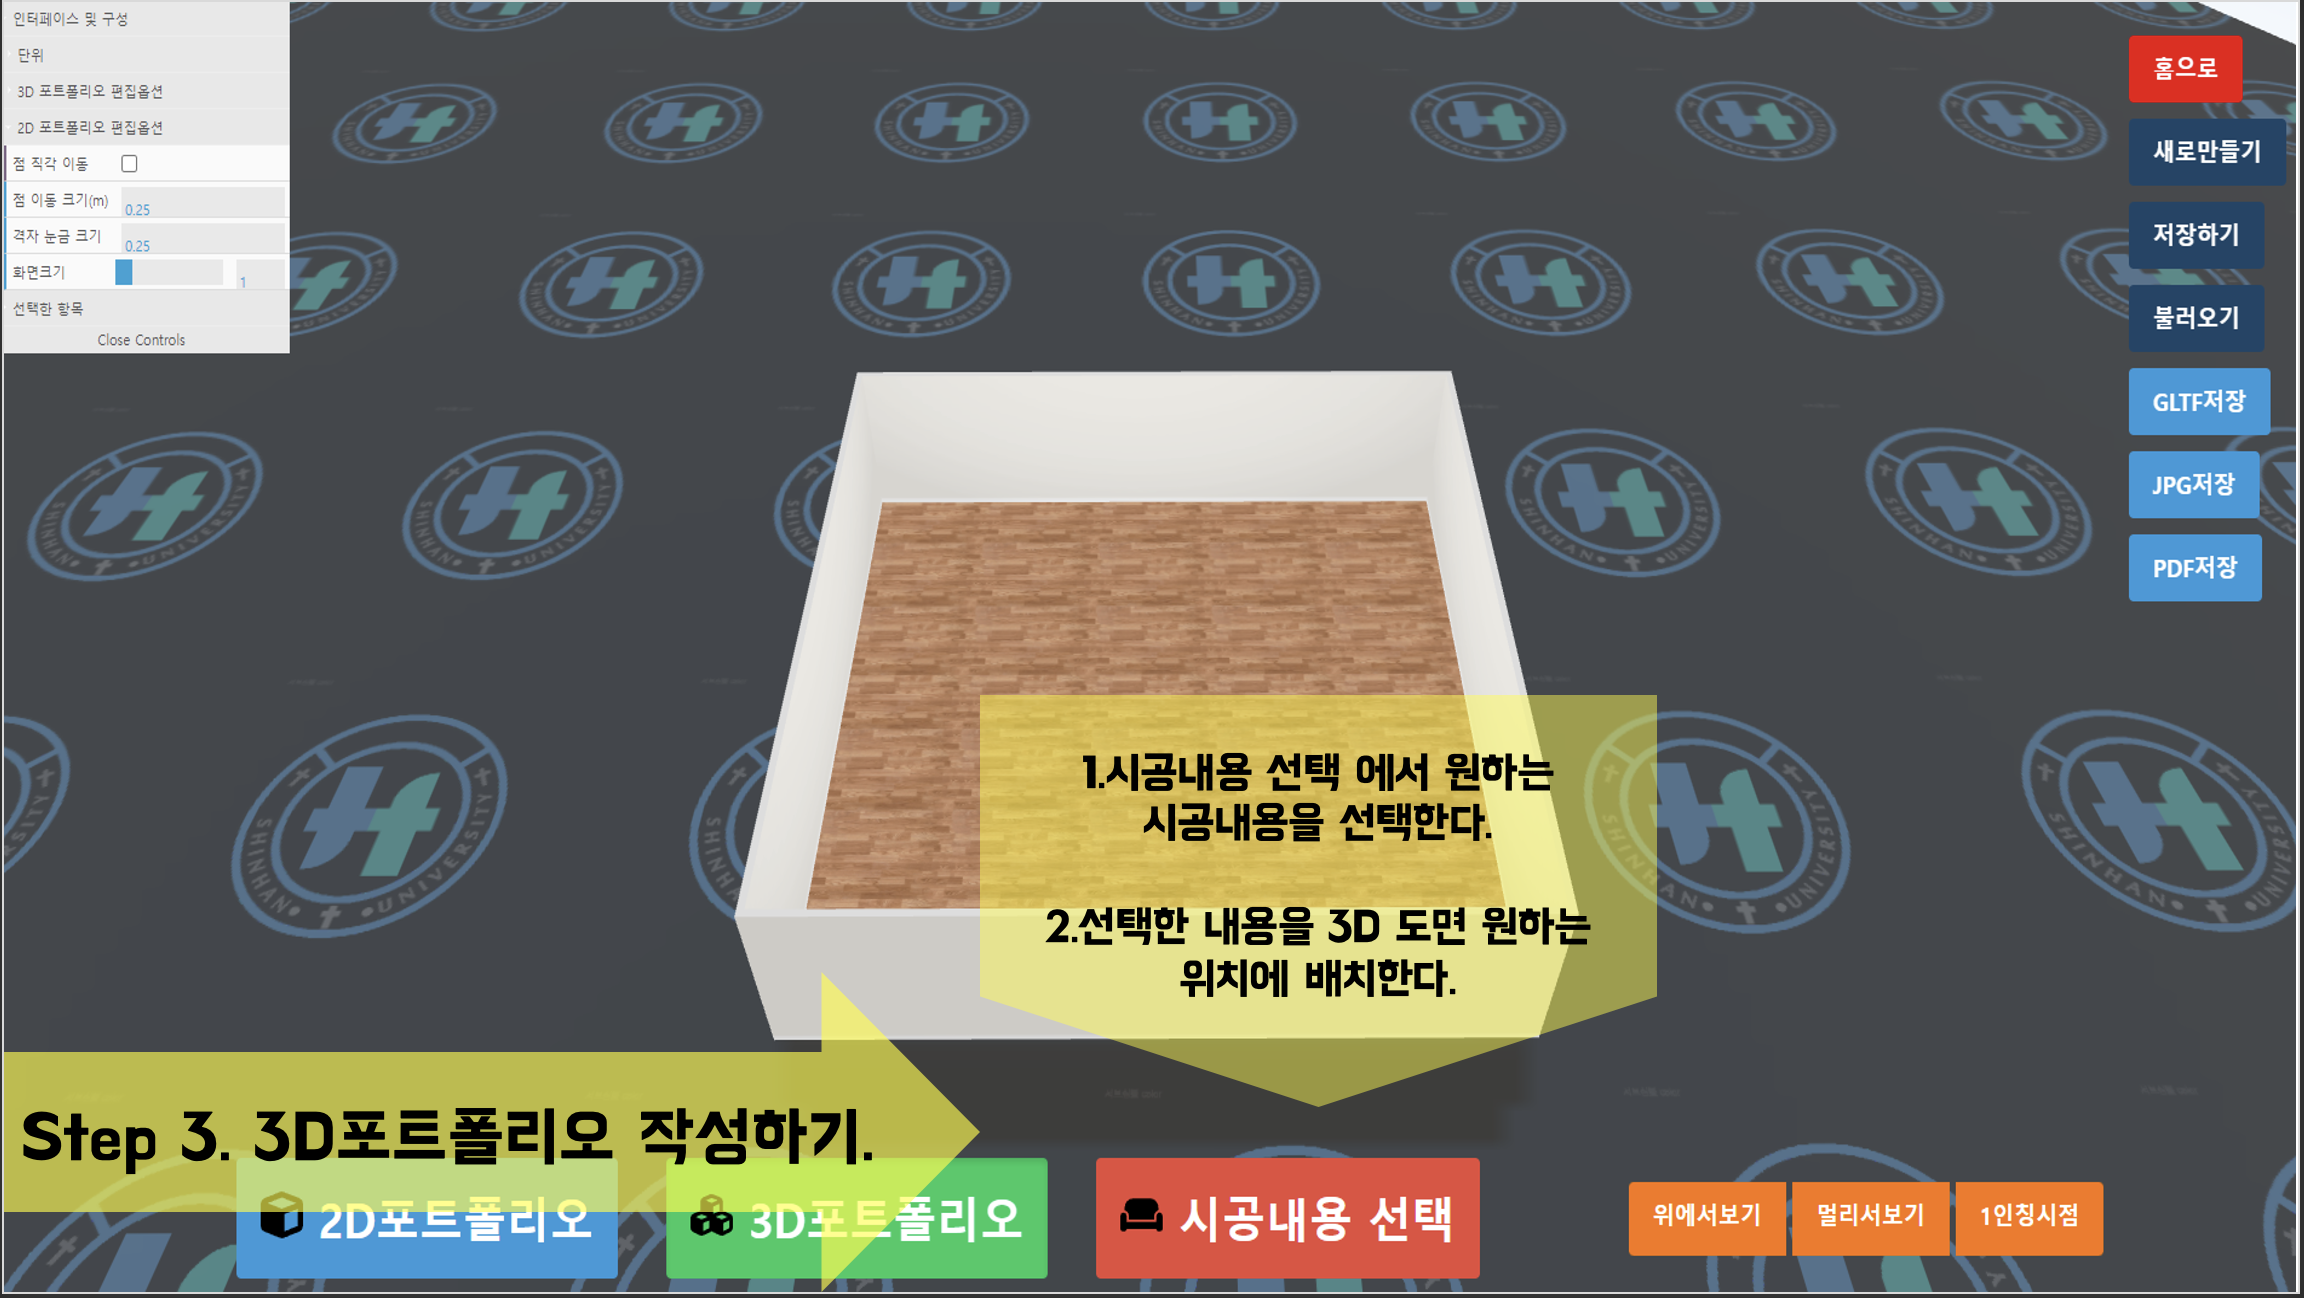 인터페이스 및 구성
단위
3D 포트폴리오 편집옵션
2D 포트폴리오 편집옵션
점 직각 이동
점 이동 크기(m) 0.25
격자 눈금 크기 0.25
화면크기 1
선택한 항목
Close Controls
홈으로
새로만들기
저장하기
불러오기
GLTF저장
JPG저장
PDF저장
SHINHAN UNIVERSITY
1.시공내용 선택 에서 원하는
시공내용을 선택한다.
2.선택한 내용을 3D 도면 원하는
위치에 배치한다.
Step 3. 3D포트폴리오 작성하기.
2D포트폴리오
3D포트폴리오
시공내용 선택
위에서보기
멀리서보기
1인칭시점